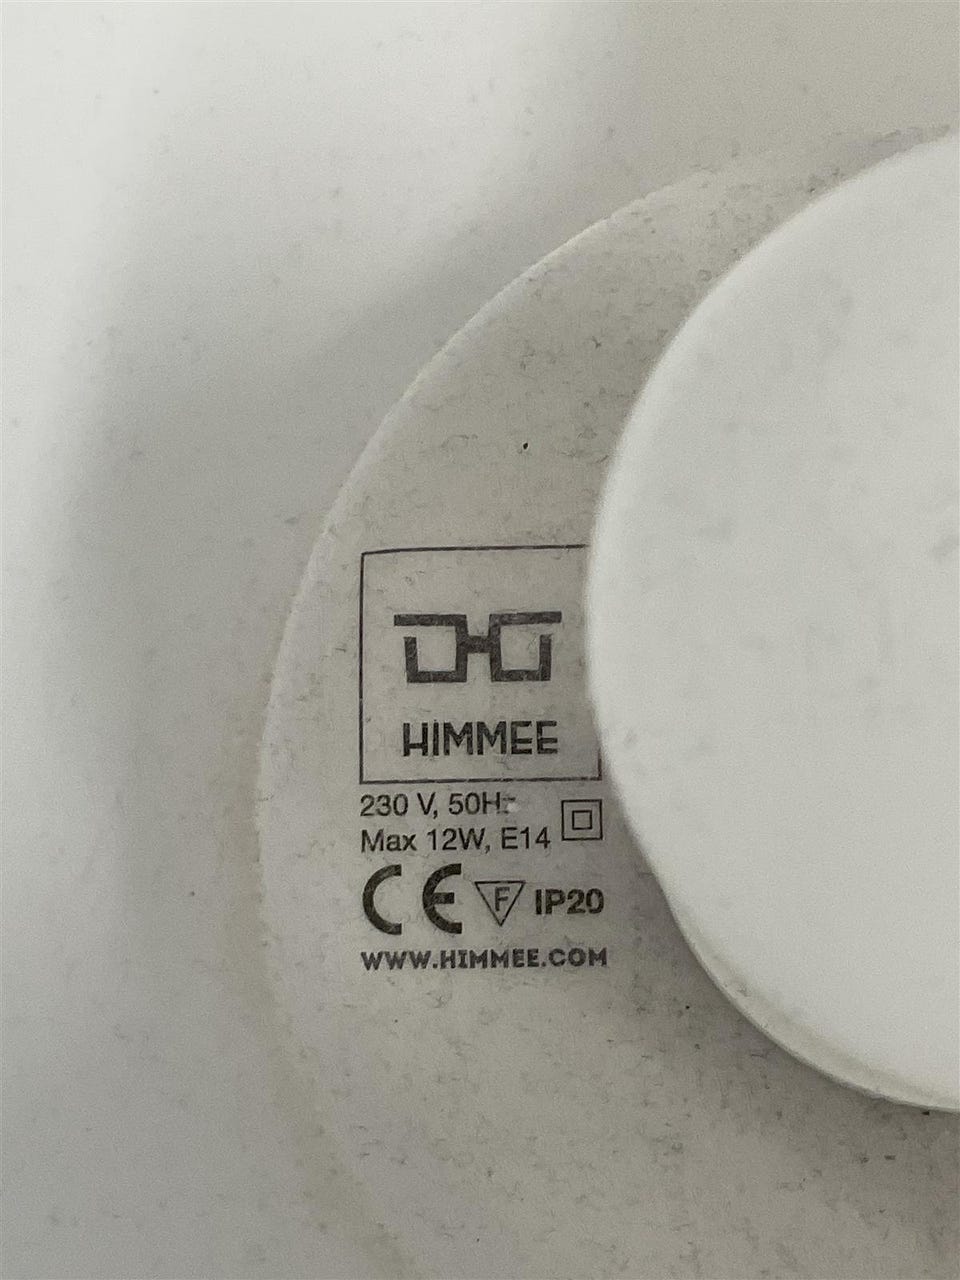 HIMMEE
230 V, 50Hz
Max 12W, E14
CE F IP20
WWW.HIMMEE.COM